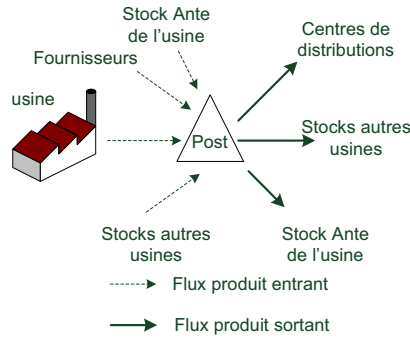 Stock Ante
de l'usine
Fournisseurs
usine
Centres de
distributions
Post
Stocks autres
usines
Stocks autres
usines
Stock Ante
de l'usine
Flux produit entrant
Flux produit sortant